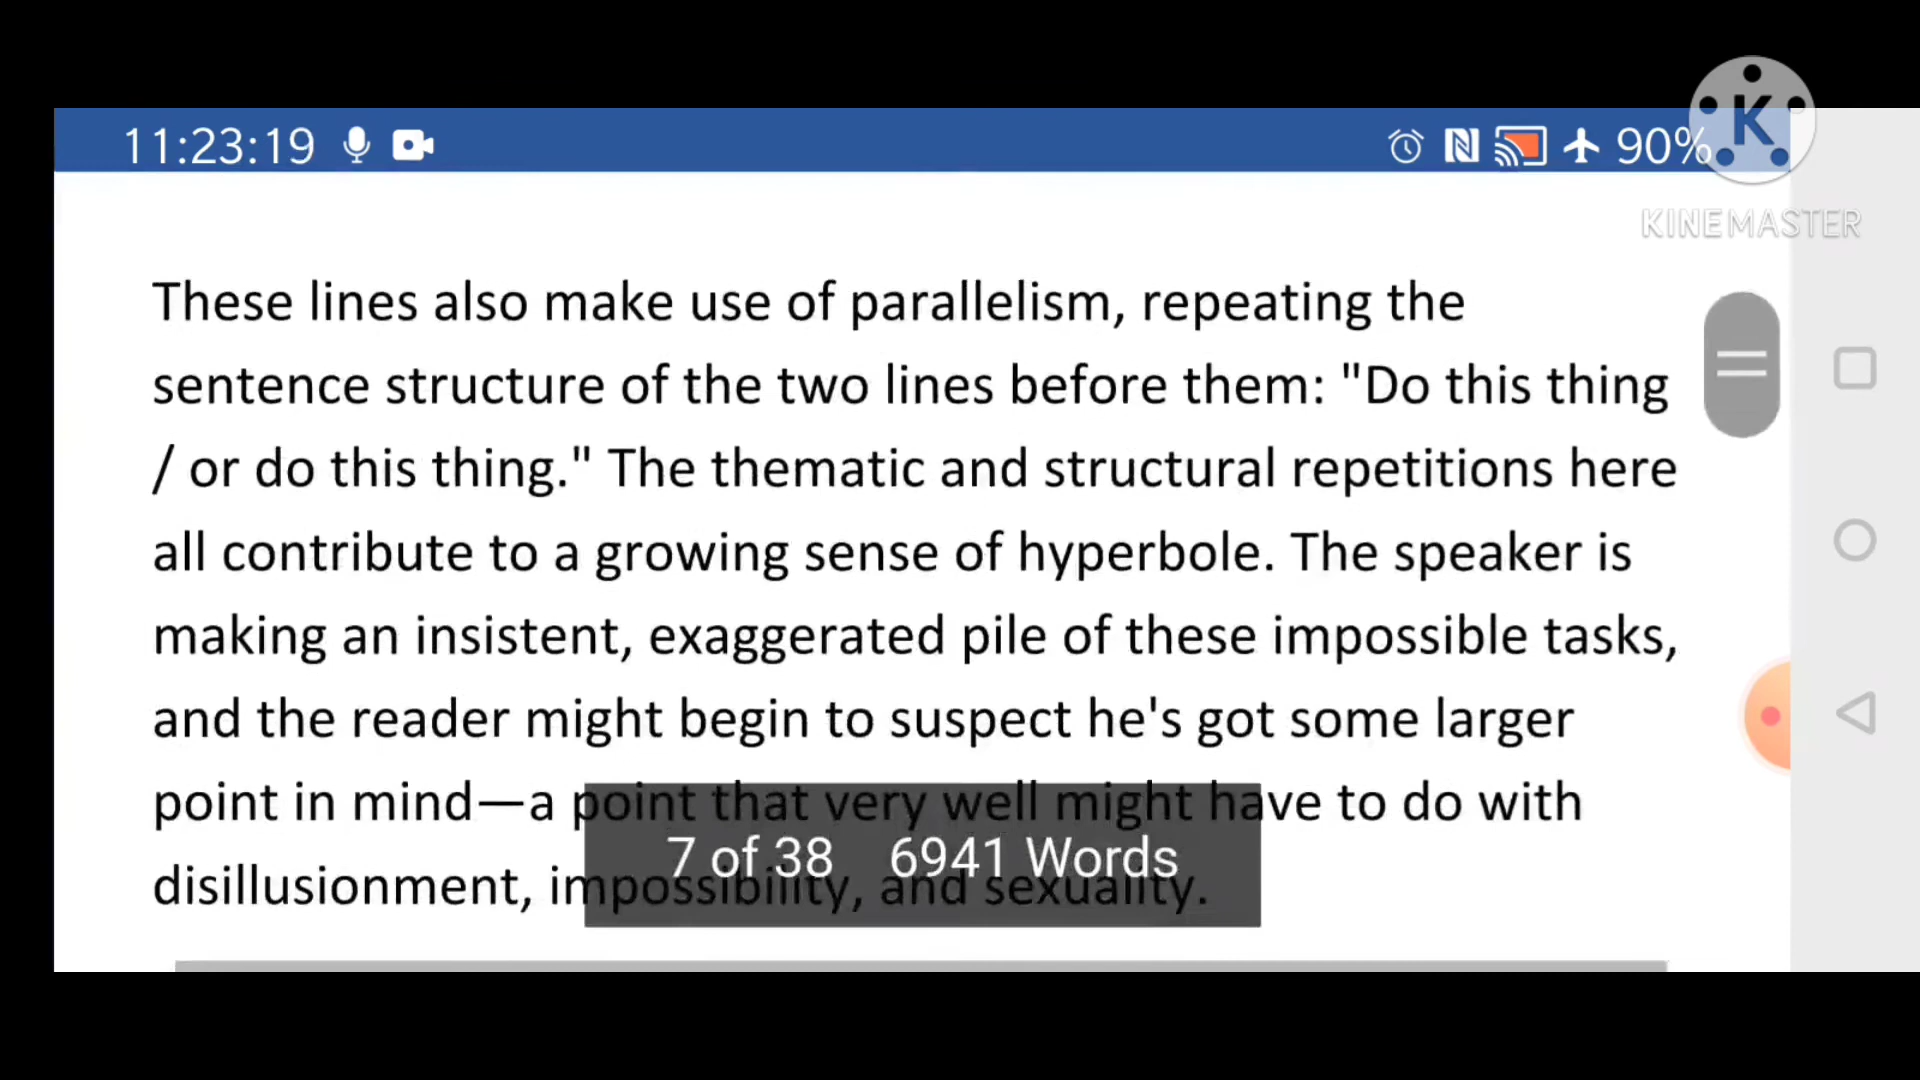 11:23:19 90%
K
KINEMASTER
These lines also make use of parallelism, repeating the
sentence structure of the two lines before them: "Do this thing
/ or do this thing." The thematic and structural repetitions here
all contribute to a growing sense of hyperbole. The speaker is
making an insistent, exaggerated pile of these impossible tasks,
and the reader might begin to suspect he's got some larger
point in mind—a point that very well might have to do with
disillusionment, impossibility, and sexuality.
7 of 38 6941 Words